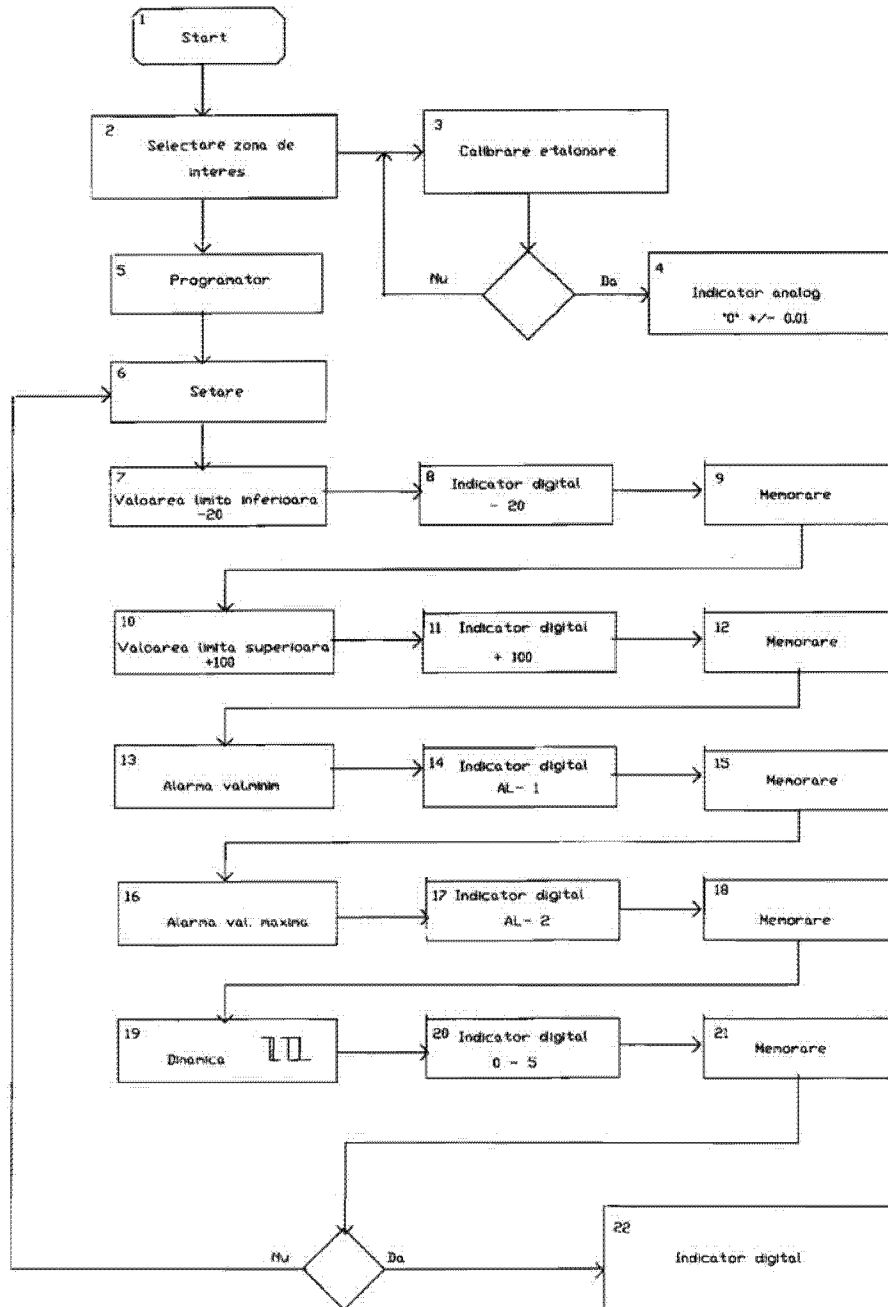 1
Start
2
Selectare zona de
interes
3
Calibrare etalonare
Nu
Da
4
Indicator analog
"0" +/- 0.01
5
Programator
6
Setare
7
Valoarea limita inferioara
-20
8
Indicator digital
- 20
9
Memorare
10
Valoarea limita superioara
+100
11 Indicator digital
+ 100
12
Memorare
13
Alarma val.minim
14 Indicator digital
AL- 1
15
Memorare
16
Alarma val. maxima
17 Indicator digital
AL- 2
18
Memorare
19
Dinamica
20 Indicator digital
0 - 5
21
Memorare
Nu
Da
22
Indicator digital